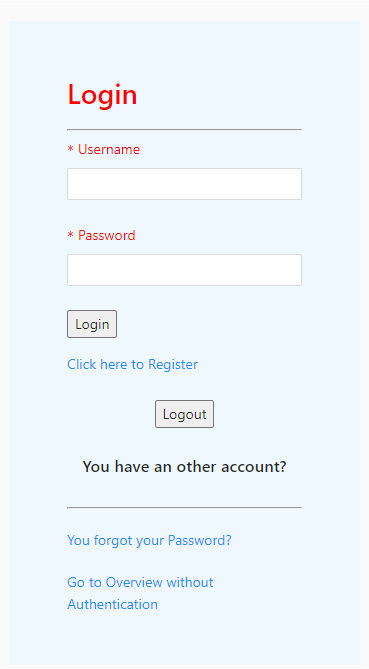 Login
* Username
* Password
Login
Click here to Register
Logout
You have an other account?
You forgot your Password?
Go to Overview without
Authentication